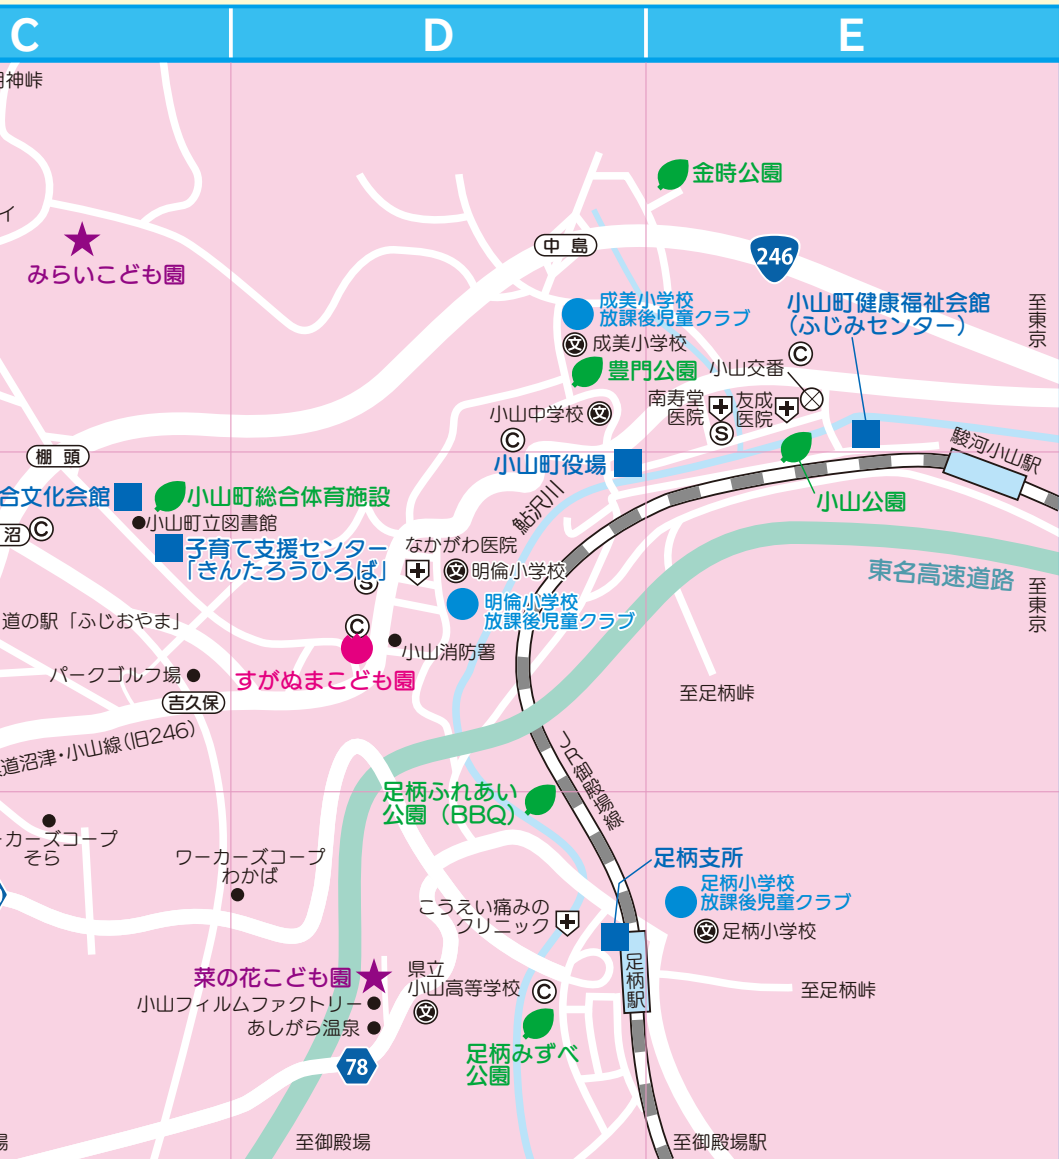 C
D
E
神峠
イ
みらいこども園
金時公園
中島
246
成美小学校
放課後児童クラブ
成美小学校
豊門公園
小山町健康福祉会館
（ふじみセンター）
至東京
小山交番
C
南寿堂
医院
友成
医院
S
小山中学校
文
C
小山町役場
棚頭
駿河小山駅
合文化会館
小山町総合体育施設
小山町立図書館
沼
C
小山公園
鮎沢川
子育て支援センター
「きんたろうひろば」
S
なかがわ医院
文
明倫小学校
明倫小学校
放課後児童クラブ
東名高速道路
至東京
道の駅「ふじおやま」
C
小山消防署
パークゴルフ場
すがぬまこども園
吉久保
至足柄峠
道沼津・小山線（旧246）
JR御殿場線
足柄ふれあい
公園（BBQ）
ーカーズコープ
そら
ワーカーズコープ
わかば
足柄支所
足柄小学校
放課後児童クラブ
文
足柄小学校
こうえい痛みの
クリニック
足柄駅
菜の花こども園
小山フィルムファクトリー
あしがら温泉
県立
小山高等学校
文
C
至足柄峠
足柄みずべ
公園
78
場
至御殿場
至御殿場駅